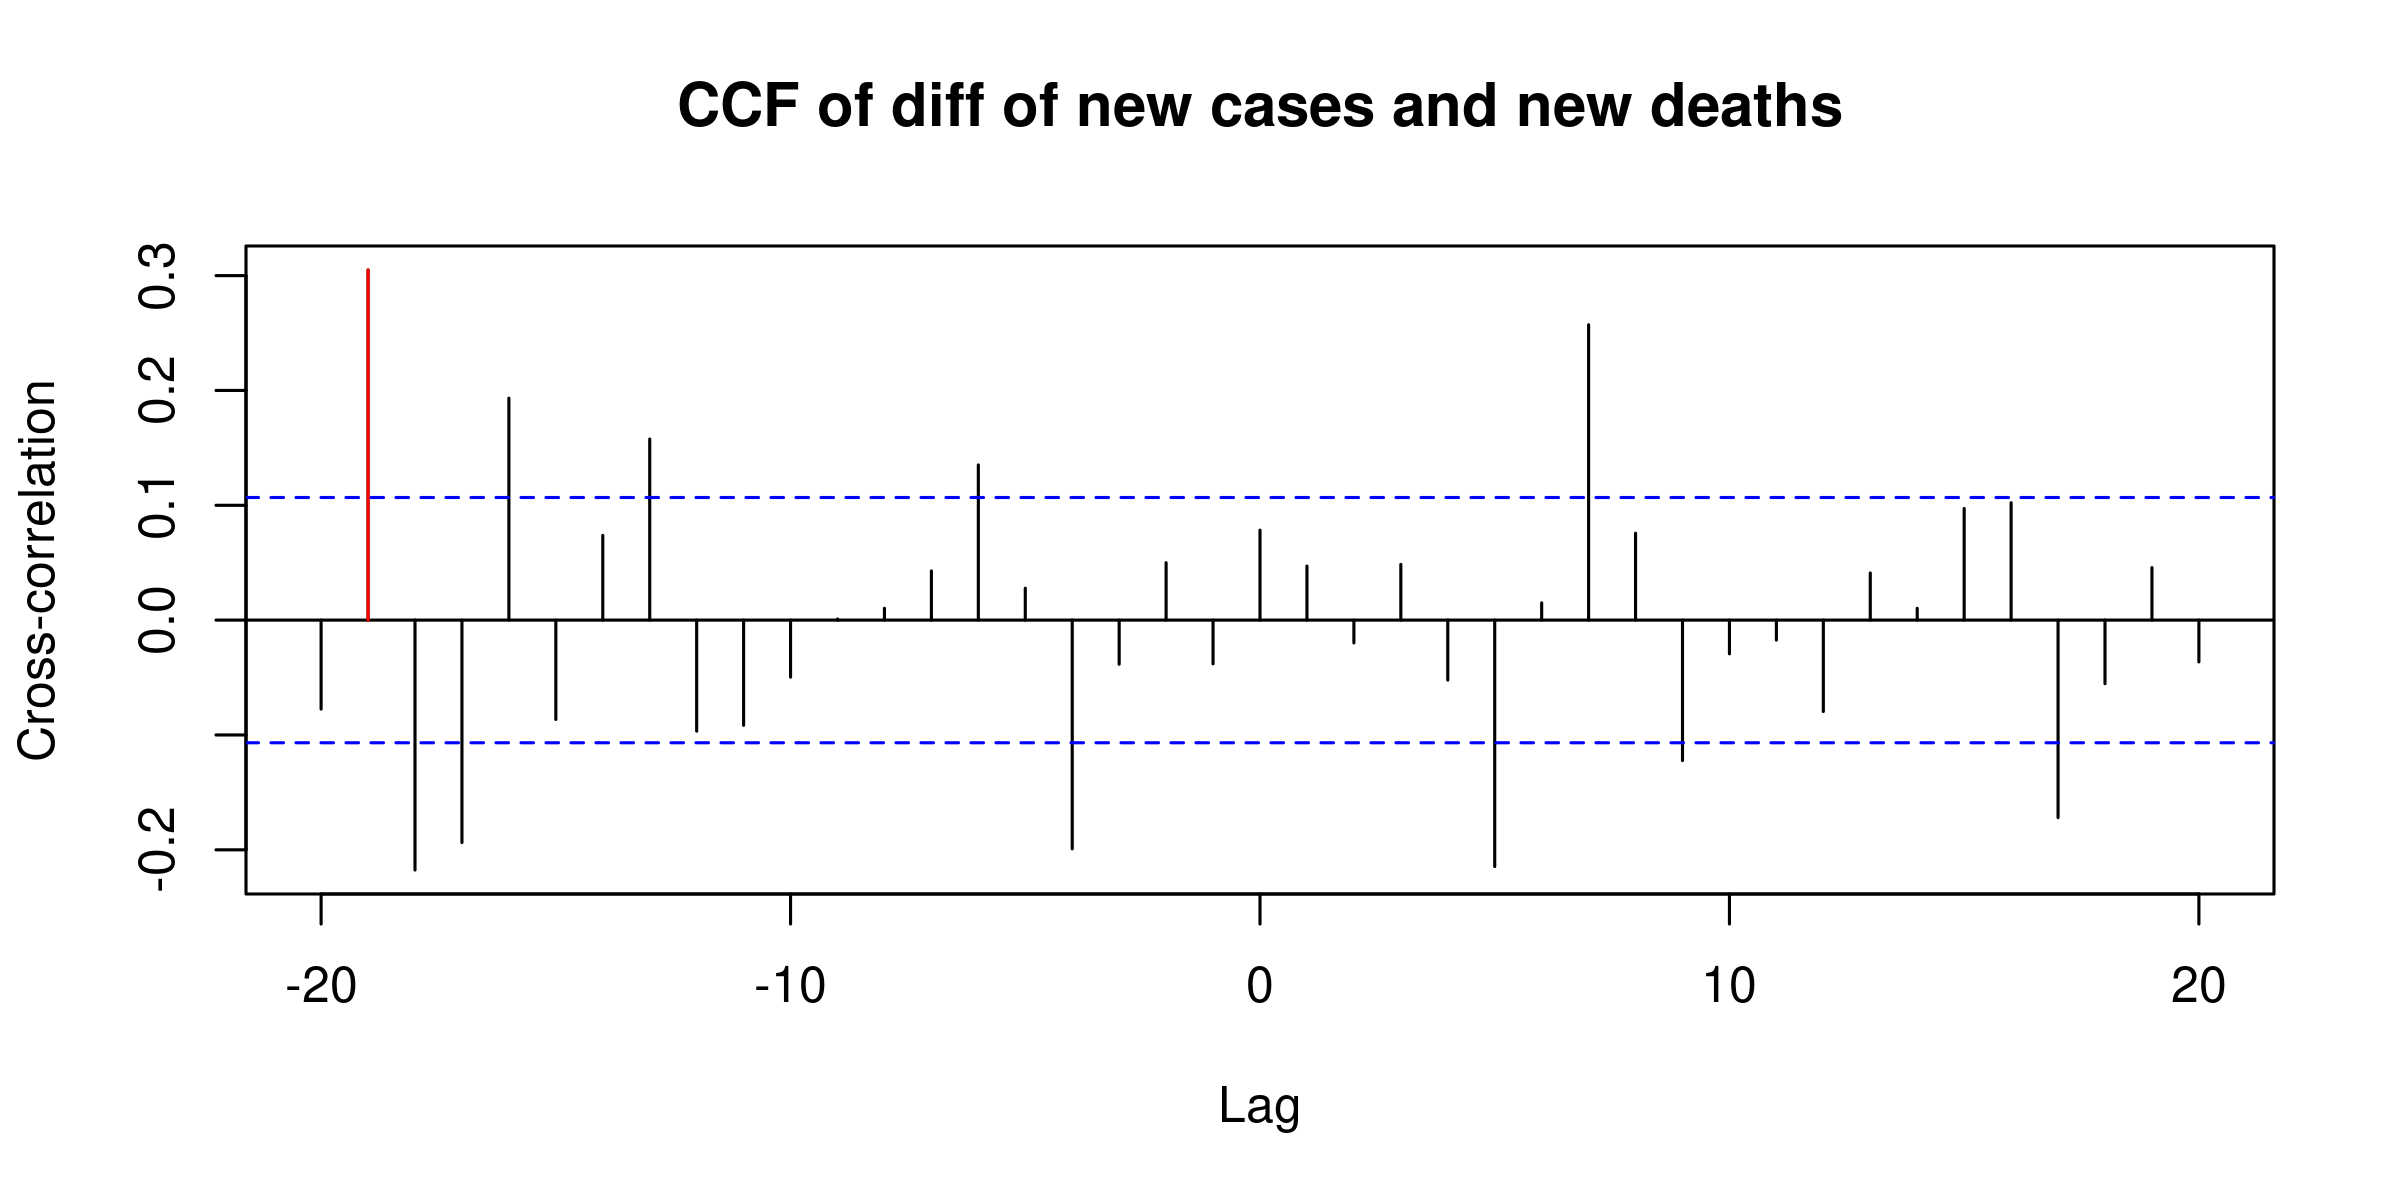 CCF of diff of new cases and new deaths
Cross-correlation
0.3
0.2
0.1
0.0
-0.2
-20 -10 0 10 20
Lag